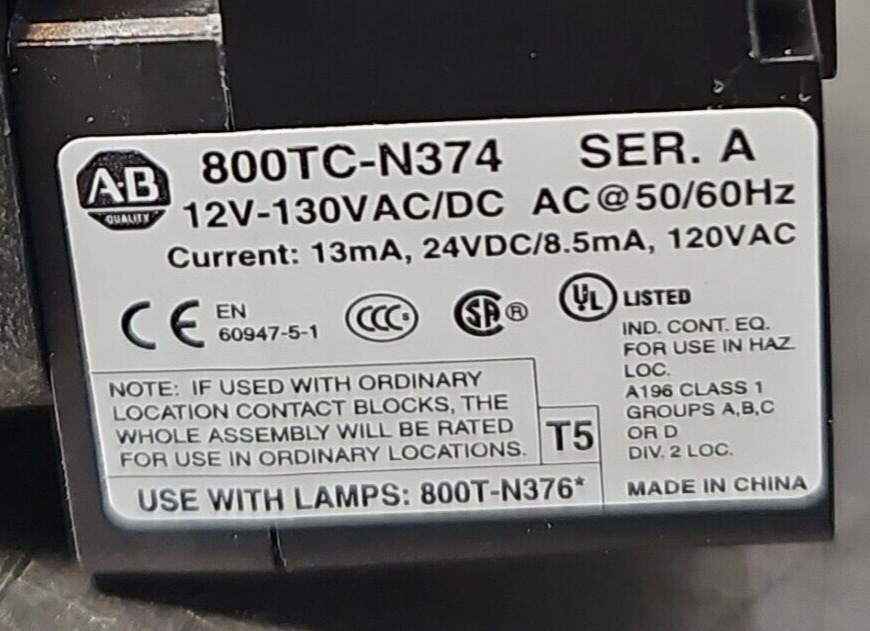 A-B
QUALITY
800TC-N374 SER. A
12V-130VAC/DC AC@50/60Hz
Current: 13mA, 24VDC/8.5mA, 120VAC
CE EN
60947-5-1
CCC S
SA ®
UL LISTED
IND. CONT. EQ.
FOR USE IN HAZ.
LOC.
A196 CLASS 1
GROUPS A,B,C
OR D
DIV. 2 LOC.
NOTE: IF USED WITH ORDINARY
LOCATION CONTACT BLOCKS, THE
WHOLE ASSEMBLY WILL BE RATED
FOR USE IN ORDINARY LOCATIONS.
T5
USE WITH LAMPS: 800T-N376*
MADE IN CHINA